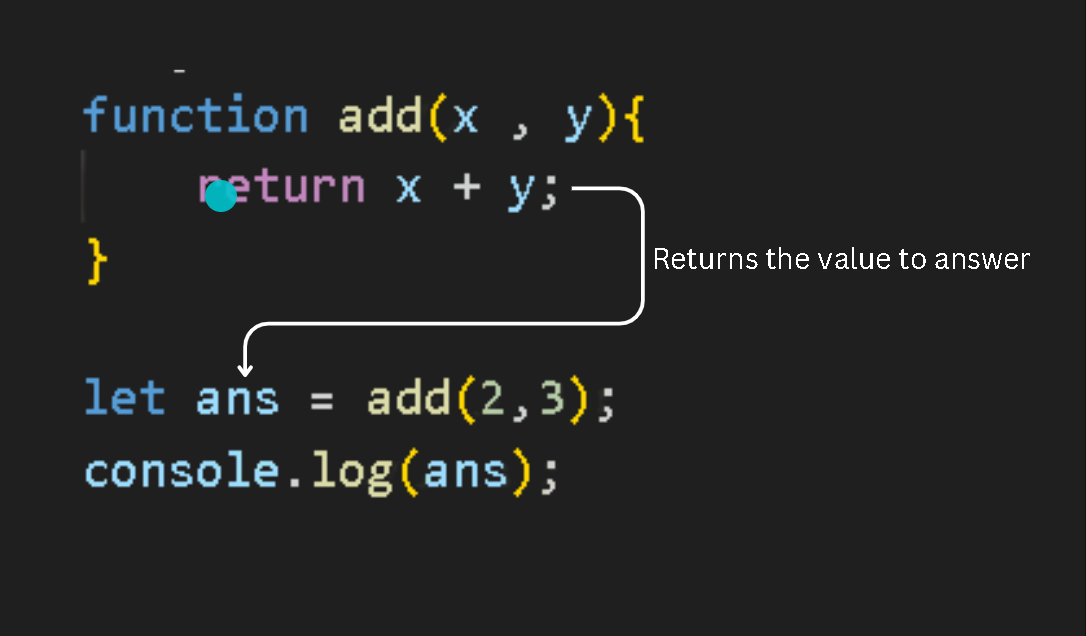 function add(x , y){
return x + y;
Returns the value to answer
}
let ans = add(2,3);
console.log(ans);